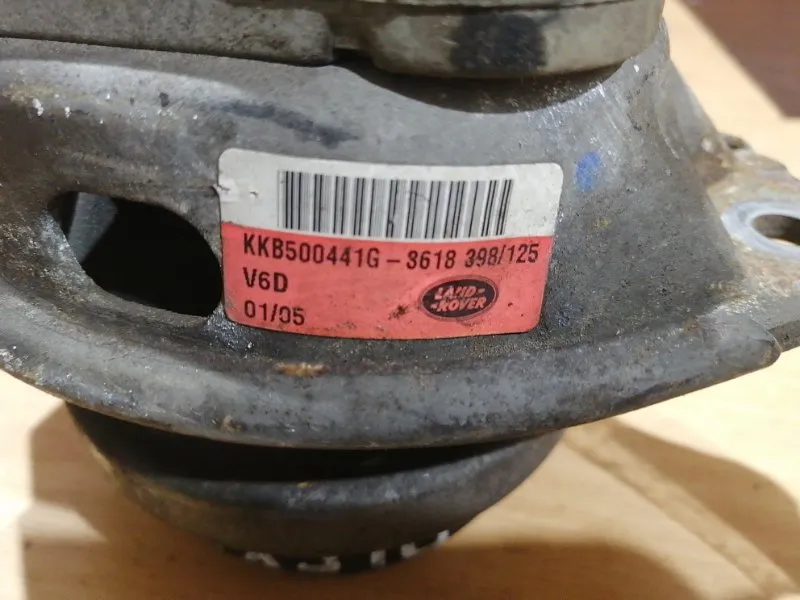 KKB500441G-3618 398/125
V6D
01/05
LAND-
-ROVER